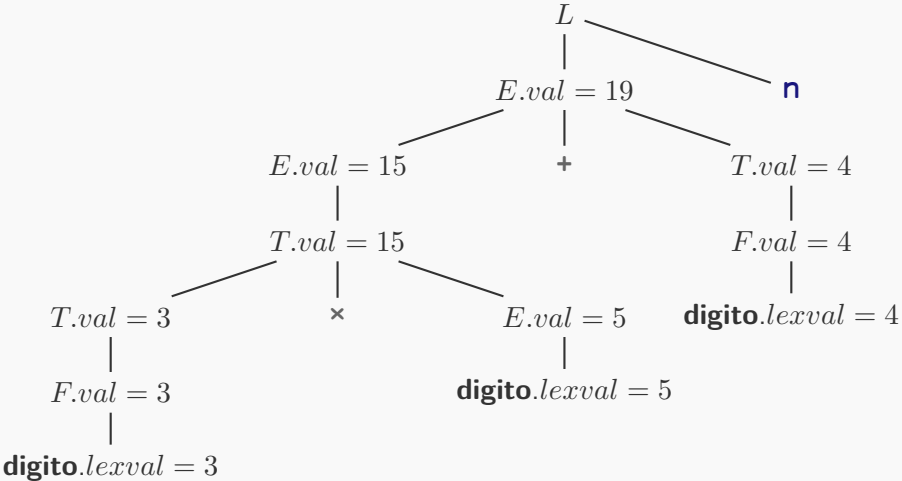 L
E.val = 19 n
E.val = 15 + T.val = 4
T.val = 15 F.val = 4
T.val = 3 × E.val = 5 digito.lexval = 4
F.val = 3 digito.lexval = 5
digito.lexval = 3